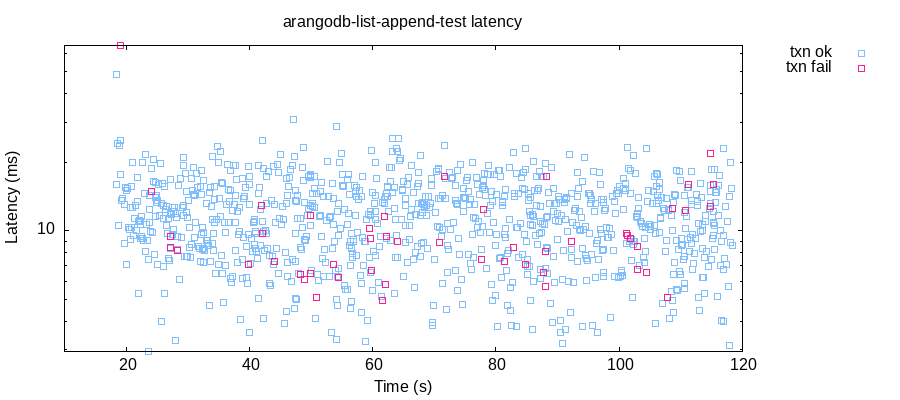 arangodb-list-append-test latency
txn ok
txn fail
Latency (ms)
10
20 40 60 80 100 120
Time (s)